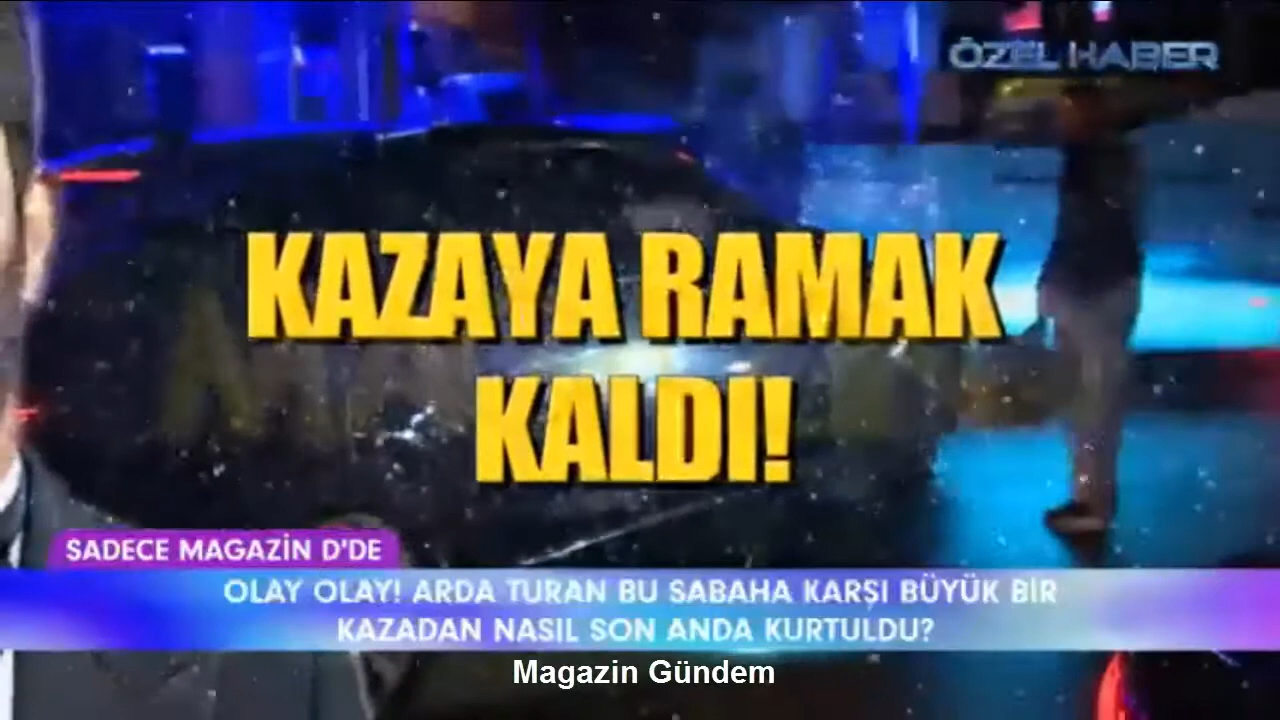 ÖZEL HABER
KAZAYA RAMAK
KALDI!
SADECE MAGAZİN D'DE
OLAY OLAY! ARDA TURAN BU SABAHA KARŞI BÜYÜK BİR
KAZADAN NASIL SON ANDA KURTULDU?
Magazin Gündem